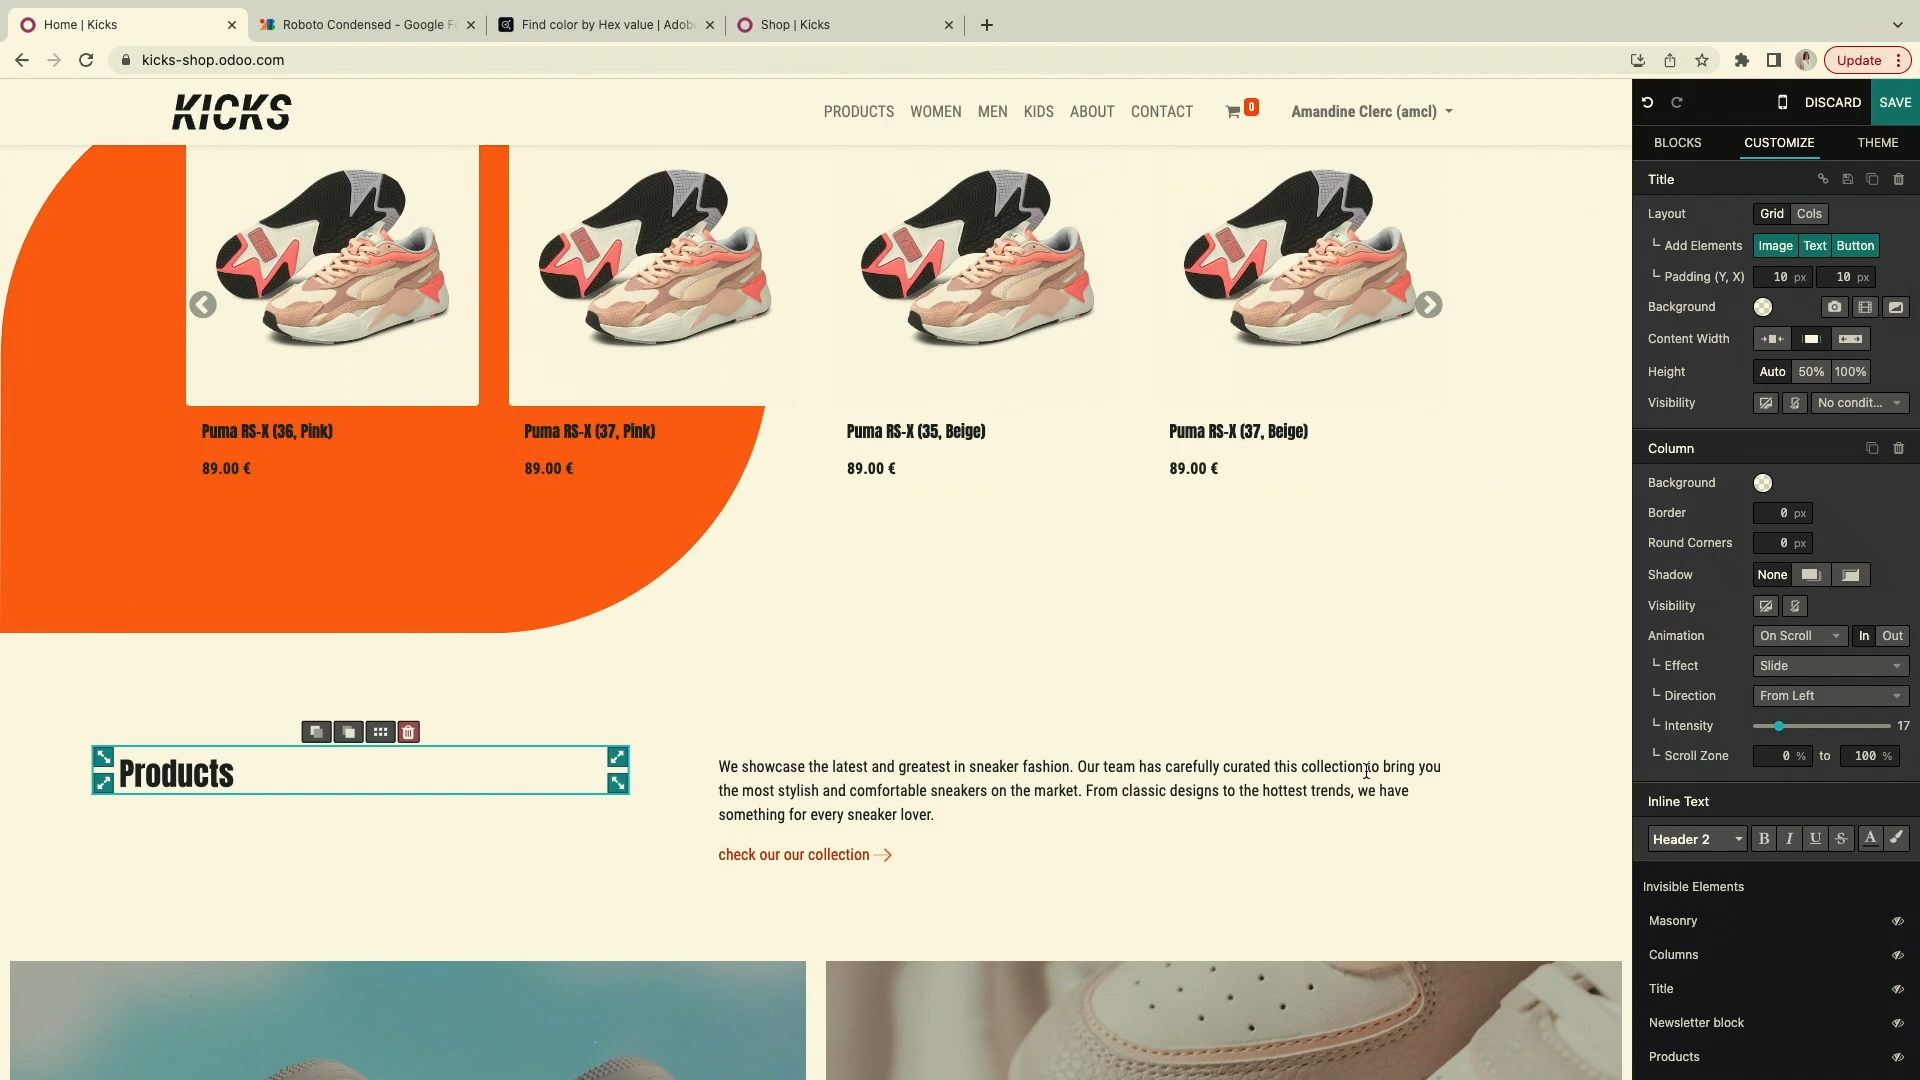 Home | Kicks
Roboto Condensed - Google Fo
Find color by Hex value | Adobe
Shop | Kicks
kicks-shop.odoo.com
Update
KICKS
PRODUCTS WOMEN MEN KIDS ABOUT CONTACT
0
Amandine Clerc (amcl)
DISCARD
SAVE
BLOCKS
CUSTOMIZE
THEME
Puma RS-X (36, Pink)
89.00 €
Puma RS-X (37, Pink)
89.00 €
Puma RS-X (35, Beige)
89.00 €
Puma RS-X (37, Beige)
89.00 €
Products
We showcase the latest and greatest in sneaker fashion. Our team has carefully curated this collection to bring you
the most stylish and comfortable sneakers on the market. From classic designs to the hottest trends, we have
something for every sneaker lover.
check our our collection
Title
Layout Grid Cols
Add Elements Image Text Button
Padding (Y, X) 10 px 10 px
Background
Content Width
Height Auto 50% 100%
Visibility No condit...
Column
Background
Border 0 px
Round Corners 0 px
Shadow None
Visibility
Animation On Scroll In Out
Effect Slide
Direction From Left
Intensity 17
Scroll Zone 0 % to 100 %
Inline Text
Header 2 B I U S A
Invisible Elements
Masonry
Columns
Title
Newsletter block
Products